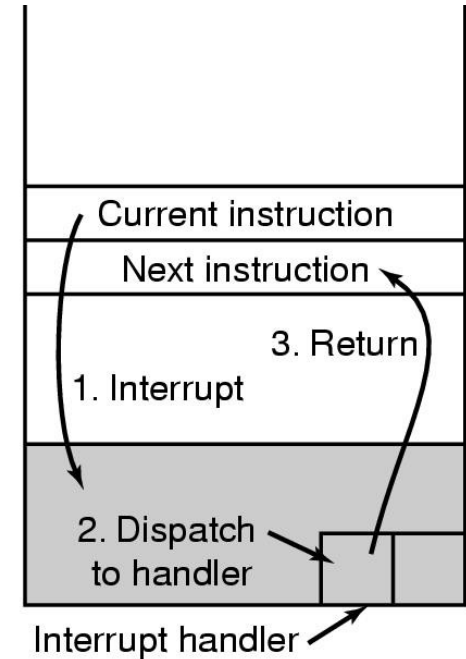 Current instruction
Next instruction
3. Return
1. Interrupt
2. Dispatch
to handler
Interrupt handler